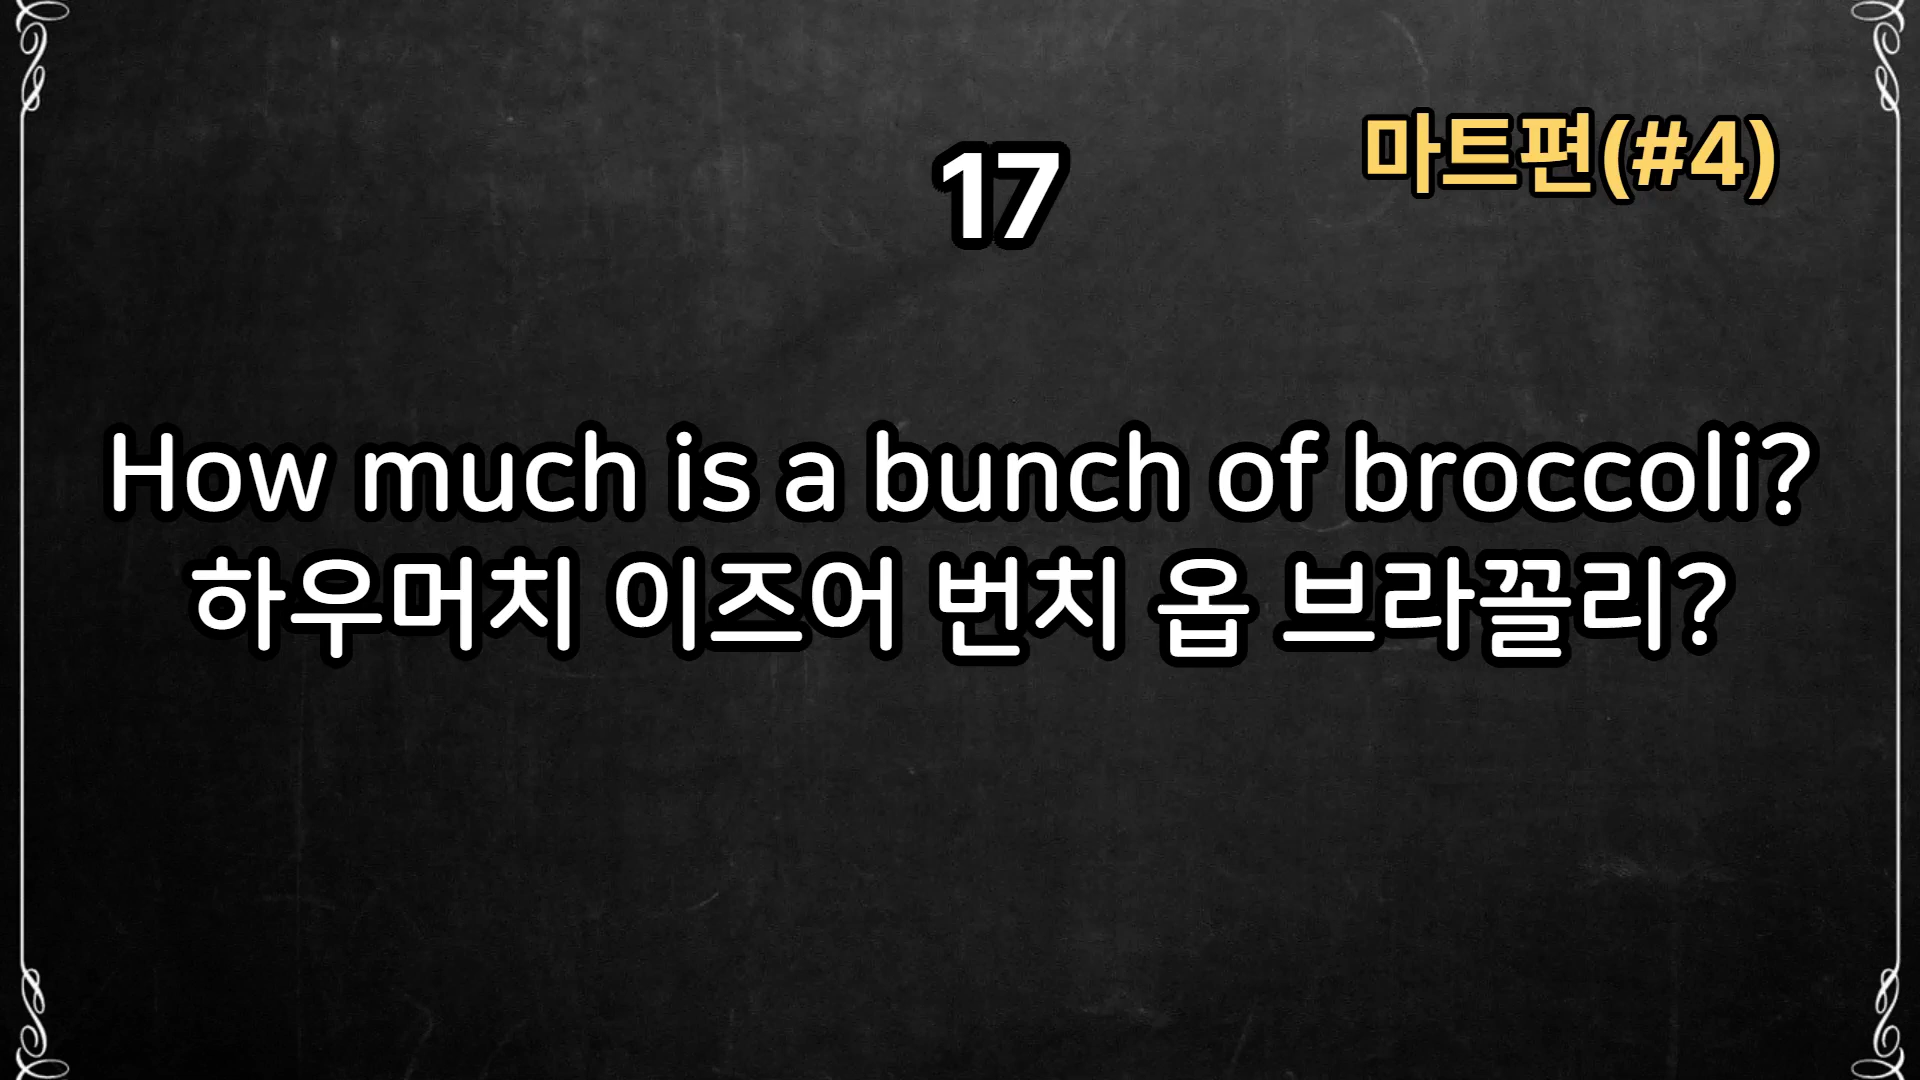 마트편(#4)
17
How much is a bunch of broccoli?
하우머치 이즈어 번치 옵 브라꼴리?